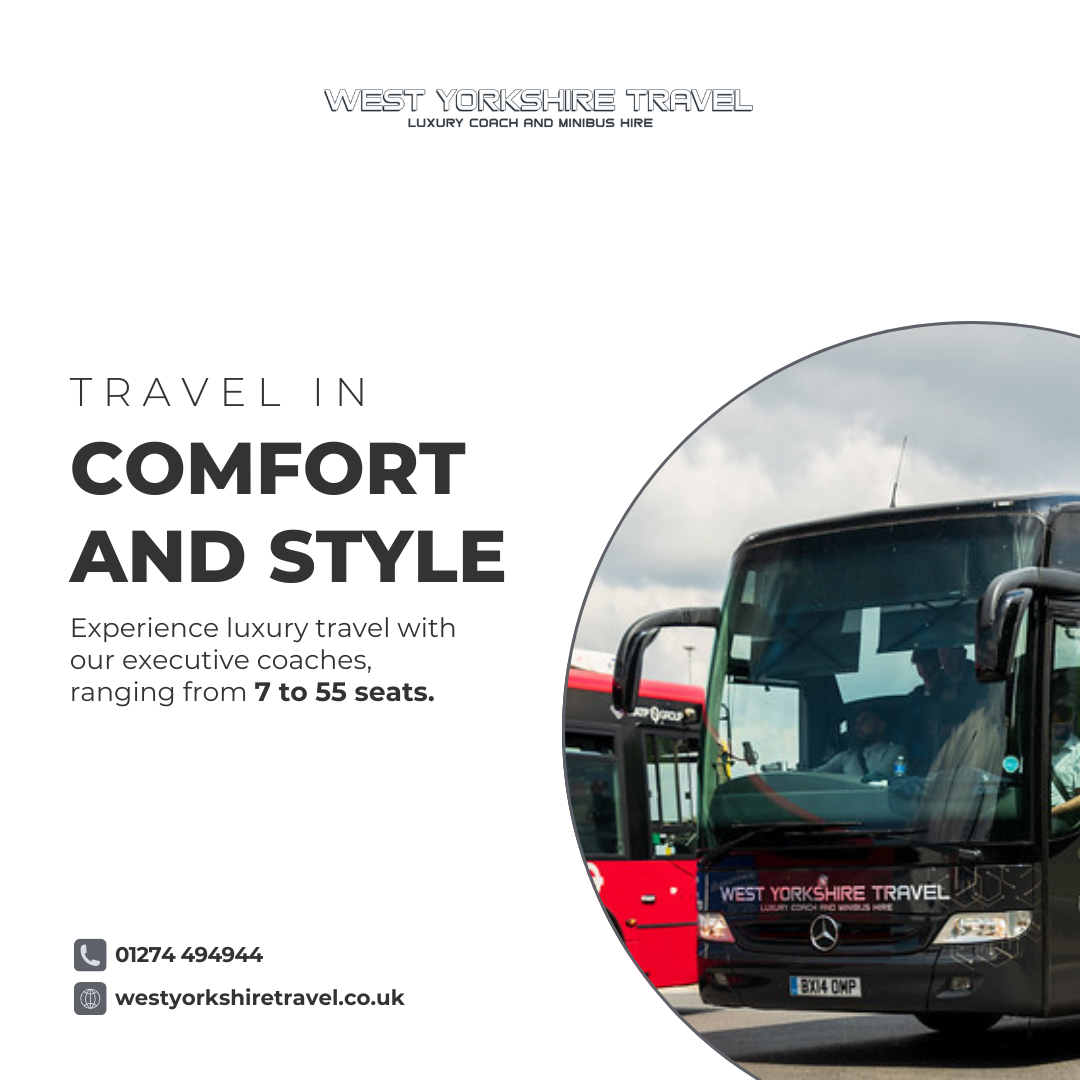 WEST YORKSHIRE TRAVEL
LUXURY COACH AND MINIBUS HIRE
TRAVEL IN
COMFORT
AND STYLE
Experience luxury travel with
our executive coaches,
ranging from 7 to 55 seats.
GROUP
WEST YORKSHIRE TRAVEL
LUXURY COACH AND MINIBUS HIRE
BX14 OMP
01274 494944
westyorkshiretravel.co.uk